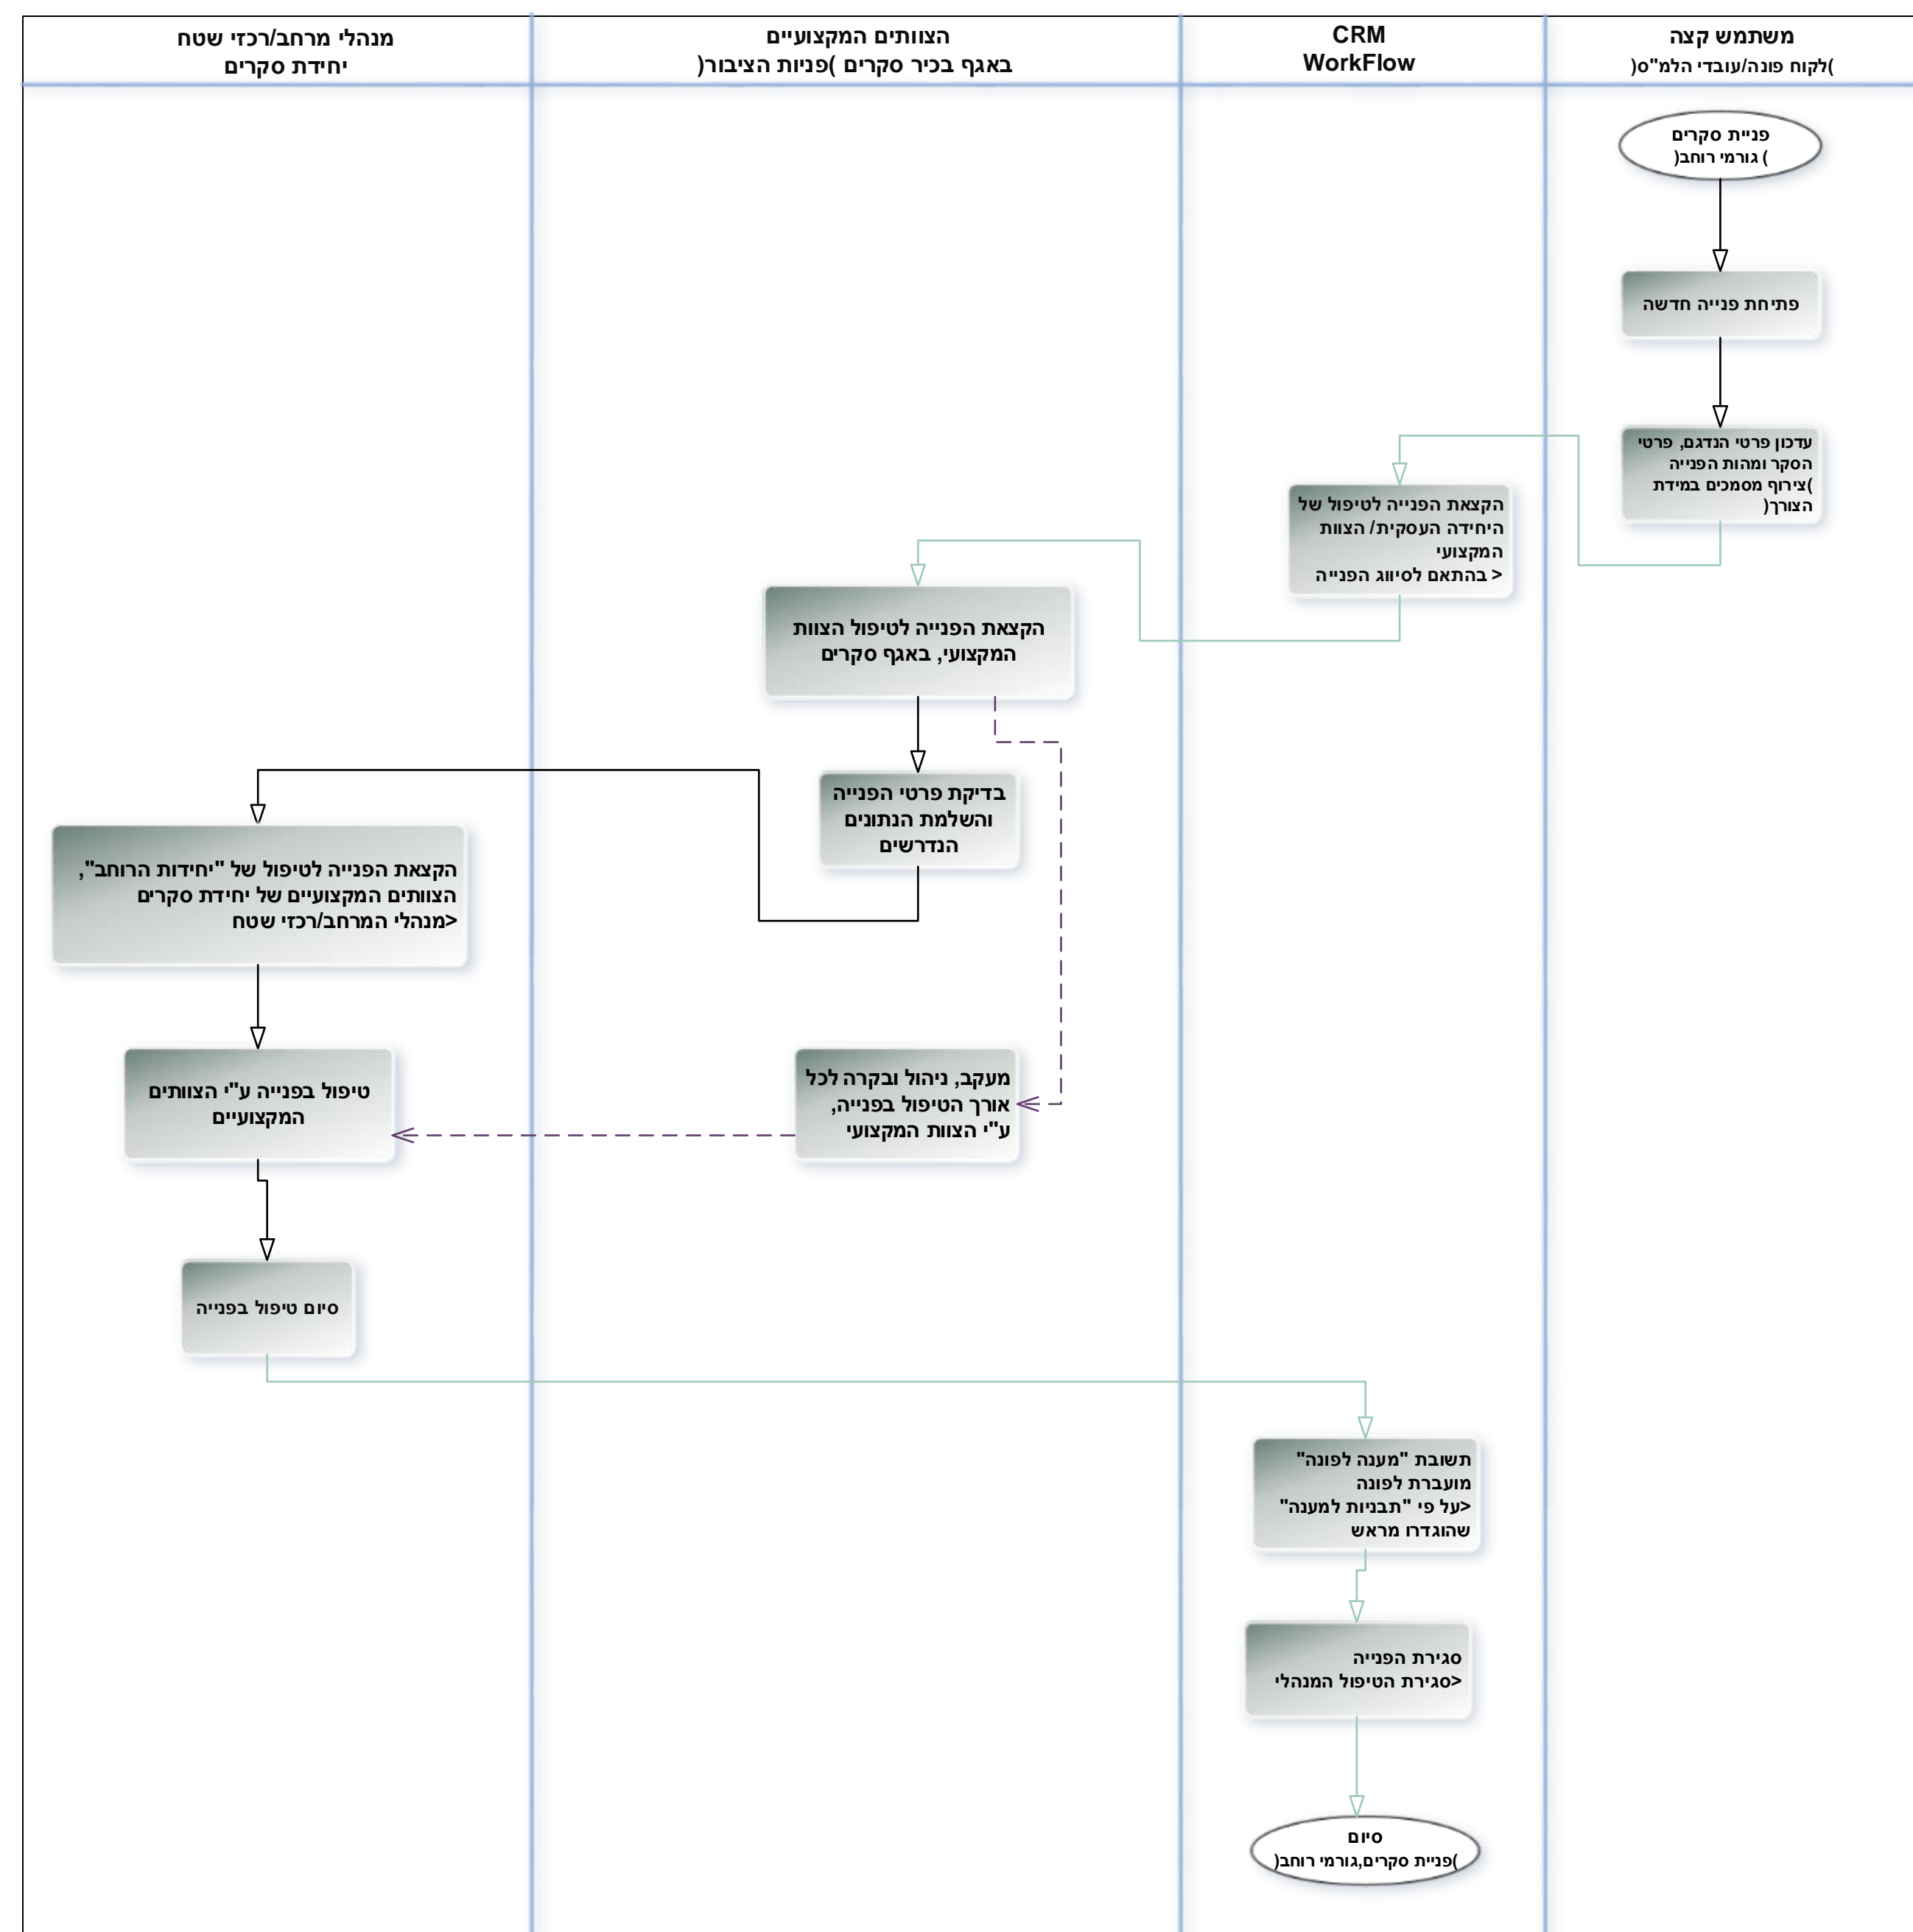 משתמש קצה
)לקוח פונה/עובדי הלמ"ס(
CRM
WorkFlow
הצוותים המקצועיים
באגף בכיר סקרים )פניות הציבור(
מנהלי מרחב/רכזי שטח
יחידת סקרים
פניית סקרים
) גורמי רוחב(
פתיחת פנייה חדשה
עדכון פרטי הנדגם, פרטי
הסקר ומהות הפנייה
)צירוף מסמכים במידת
הצורך(
הקצאת הפנייה לטיפול של
היחידה העסקית/ הצוות
המקצועי
> בהתאם לסיווג הפנייה
הקצאת הפנייה לטיפול הצוות
המקצועי, באגף סקרים
בדיקת פרטי הפנייה
והשלמת הנתונים
הנדרשים
הקצאת הפנייה לטיפול של "יחידות הרוחב",
הצוותים המקצועיים של יחידת סקרים
>מנהלי המרחב/רכזי שטח
מעקב, ניהול ובקרה לכל
אורך הטיפול בפנייה,
ע"י הצוות המקצועי
טיפול בפנייה ע"י הצוותים
המקצועיים
סיום טיפול בפנייה
תשובת "מענה לפונה"
מועברת לפונה
>על פי "תבניות למענה"
שהוגדרו מראש
סגירת הפנייה
>סגירת הטיפול המנהלי
סיום
)פניית סקרים,גורמי רוחב(